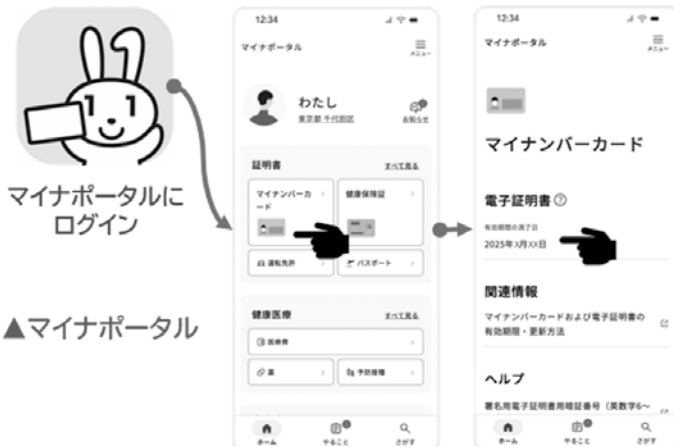 マイナポータルに
ログイン
▲マイナポータル
12:34
マイナポータル
メニュー
わたし
東京都 千代田区
お知らせ
証明書
すべて見る
マイナンバーカ
ード
健康保険証
運転免許
パスポート
健康医療
すべて見る
医療費
薬
予防接種
ホーム
やること
さがす
12:34
マイナポータル
メニュー
マイナンバーカード
電子証明書?
有効期間の満了日
2025年X月XX日
関連情報
マイナンバーカードおよび電子証明書の
有効期限・更新方法
ヘルプ
署名用電子証明書用暗証番号（英数字6〜
ホーム
やること
さがす